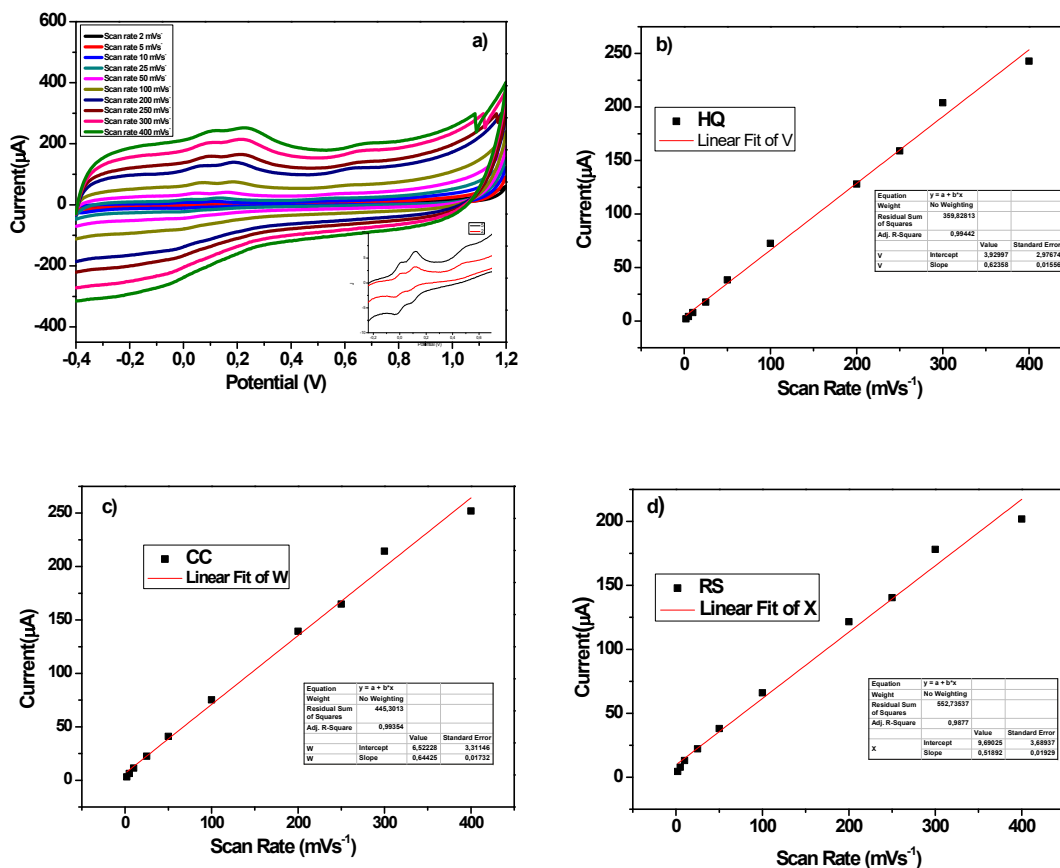 a)
Scan rate 2 mVs⁻
Scan rate 5 mVs⁻
Scan rate 10 mVs⁻
Scan rate 25 mVs⁻
Scan rate 50 mVs⁻
Scan rate 100 mVs⁻
Scan rate 200 mVs⁻
Scan rate 250 mVs⁻
Scan rate 300 mVs⁻
Scan rate 400 mVs⁻
Current(µA)
600
400
200
0
-200
-400
-0,4 -0,2 0,0 0,2 0,4 0,6 0,8 1,0 1,2
Potential (V)
b)
HQ
Linear Fit of V
Equation y = a + b*x
Weight No Weighting
Residual Sum of Squares 359,82813
Adj. R-Square 0,99442
Value Standard Error
V Intercept 3,92997 2,97674
V Slope 0,62358 0,01556
Current(µA)
250
200
150
100
50
0
0 100 200 300 400
Scan Rate (mVs⁻¹)
c)
CC
Linear Fit of W
Equation y = a + b*x
Weight No Weighting
Residual Sum
of Squares 445,3013
Adj. R-Square 0,99354
Value Standard Error
W Intercept 6,52228 3,31146
W Slope 0,64425 0,01732
Current(µA)
250
200
150
100
50
0
0 100 200 300 400
Scan Rate (mVs⁻¹)
d)
RS
Linear Fit of X
Equation y = a + b*x
Weight No Weighting
Residual Sum
of Squares 552,73537
Adj. R-Square 0,9877
Value Standard Error
X Intercept 9,69025 3,68937
Slope 0,51892 0,01929
Current(µA)
200
150
100
50
0
0 100 200 300 400
Scan Rate (mVs⁻¹)